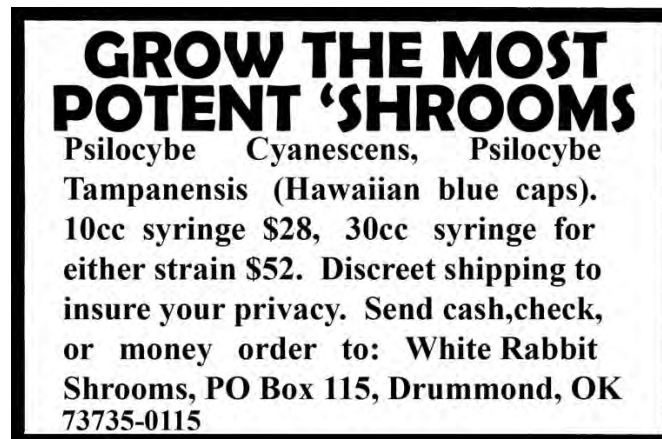 GROW THE MOST
POTENT ‘SHROOMS
Psilocybe Cyanescens, Psilocybe
Tampanensis (Hawaiian blue caps).
10cc syringe $28, 30cc syringe for
either strain $52. Discreet shipping to
insure your privacy. Send cash,check,
or money order to: White Rabbit
Shrooms, PO Box 115, Drummond, OK
73735-0115